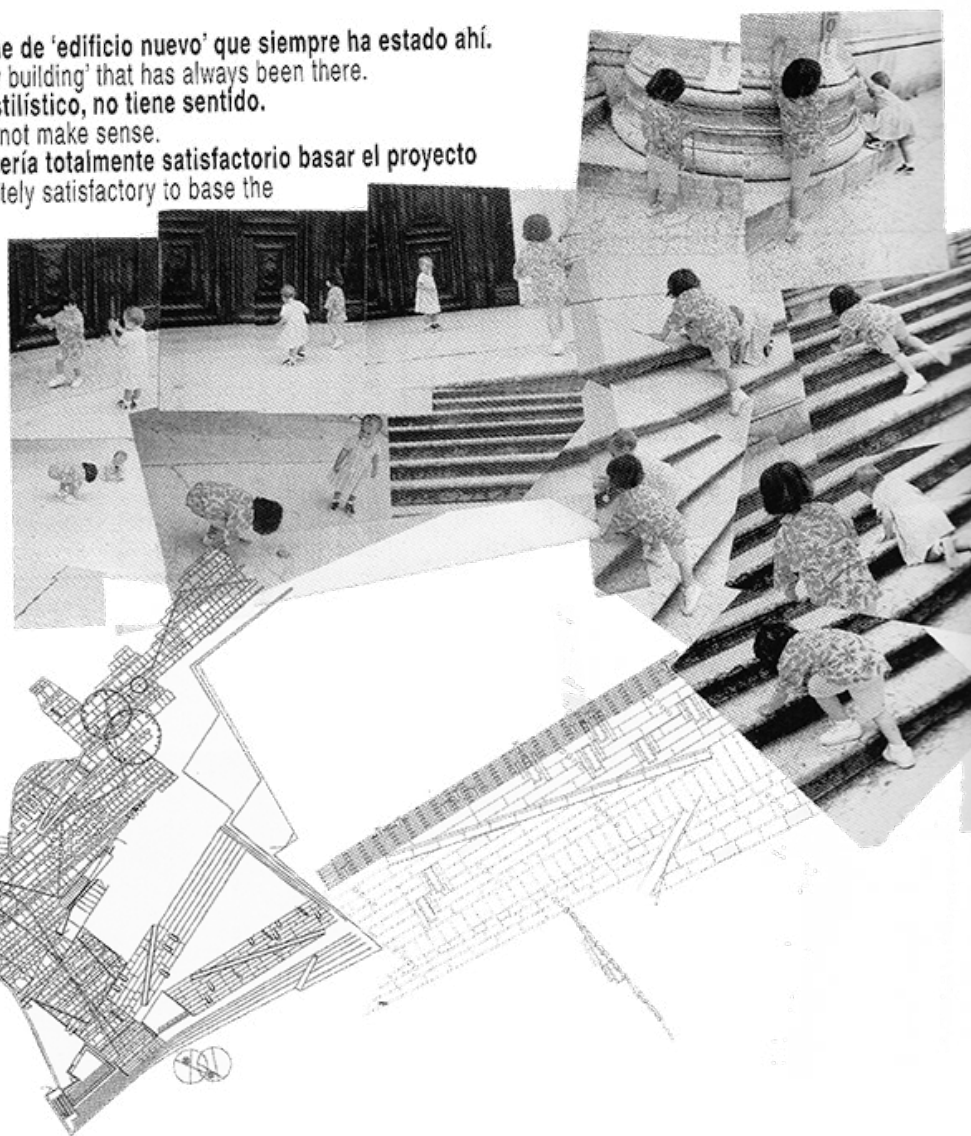 e de ‘edificio nuevo’ que siempre ha estado ahí.
building’ that has always been there.
stilístico, no tiene sentido.
not make sense.
ería totalmente satisfactorio basar el proyecto
tely satisfactory to base the